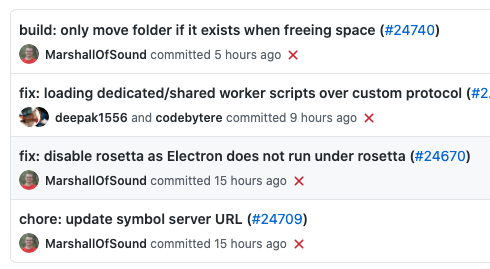 build: only move folder if it exists when freeing space (#24740)
MarshallOfSound committed 5 hours ago ✕
fix: loading dedicated/shared worker scripts over custom protocol (#2
deepak1556 and codebytere committed 9 hours ago ✕
fix: disable rosetta as Electron does not run under rosetta (#24670)
MarshallOfSound committed 15 hours ago ✕
chore: update symbol server URL (#24709)
MarshallOfSound committed 15 hours ago ✕